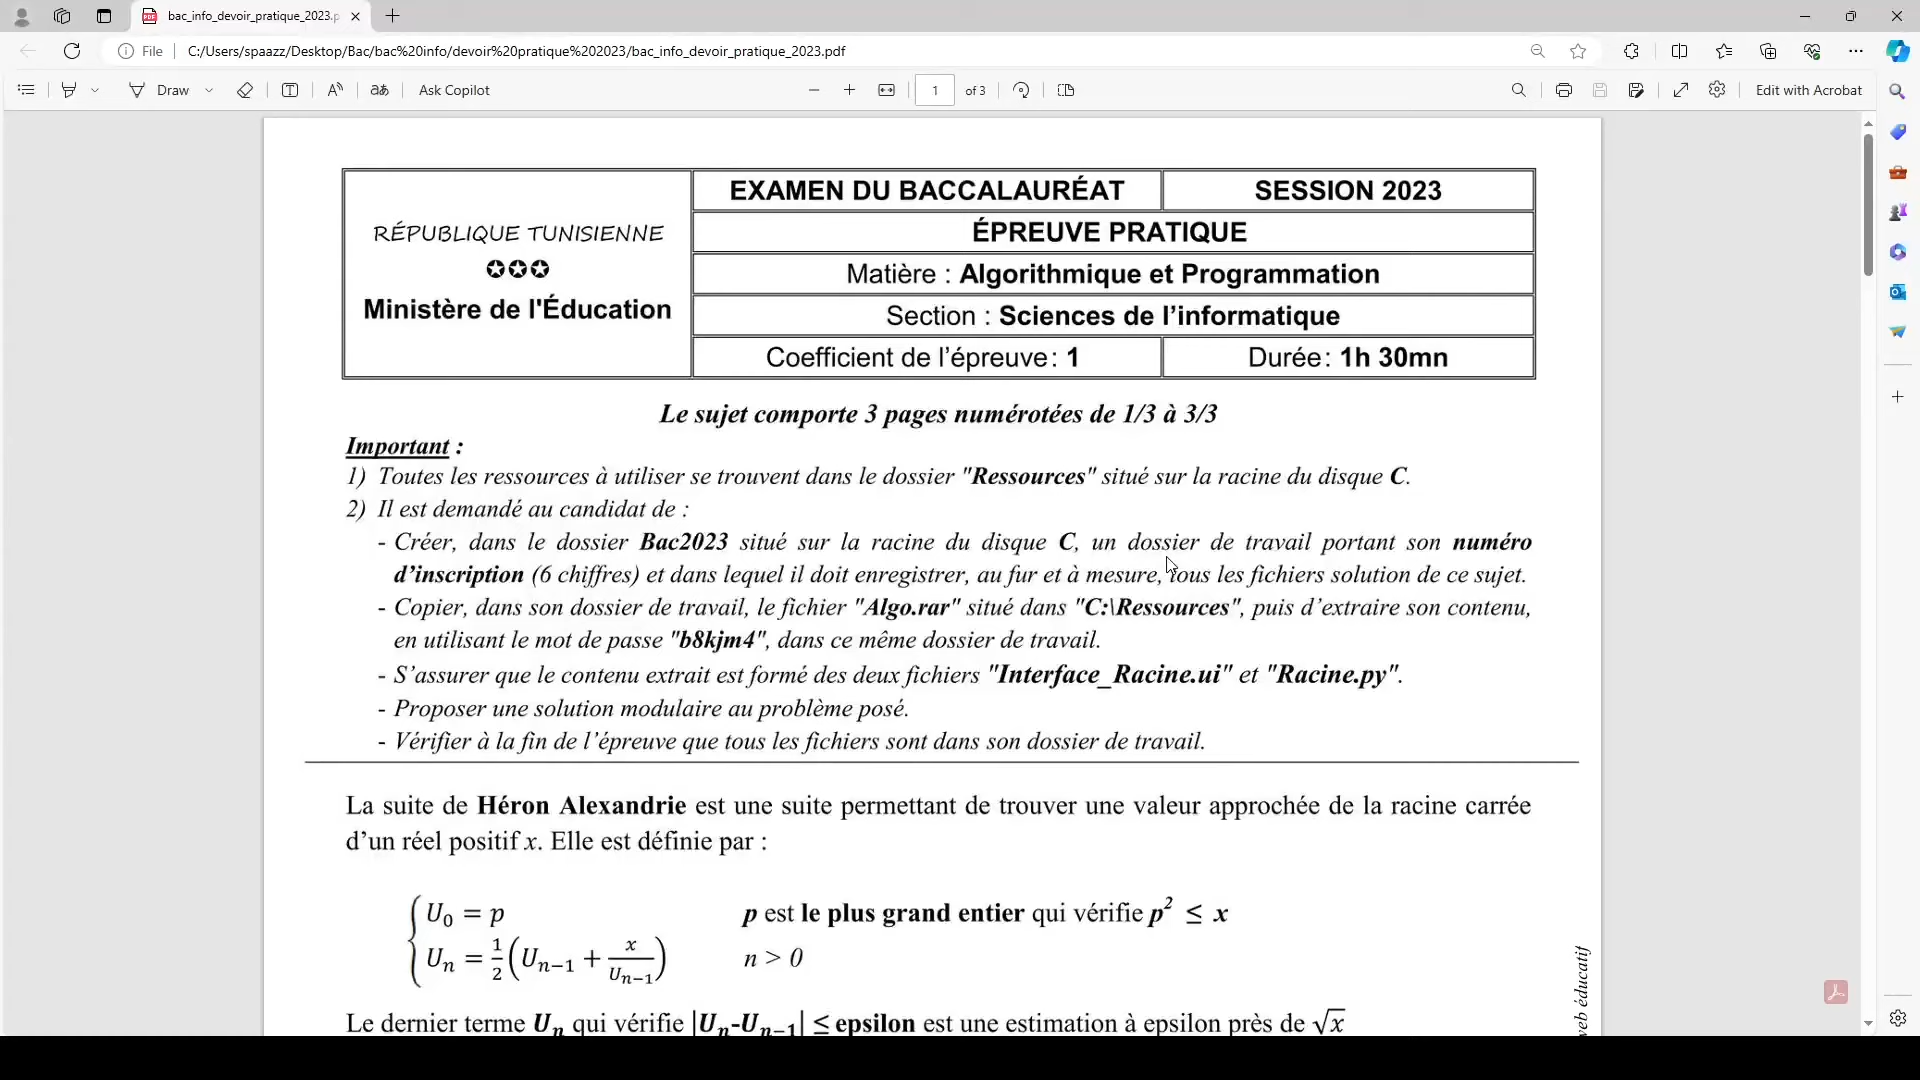 bac_info_devoir_pratique_2023.p
File
C:/Users/spaazz/Desktop/Bac/bac%20info/devoir%20pratique%202023/bac_info_devoir_pratique_2023.pdf
Draw
Ask Copilot
1 of 3
Edit with Acrobat
RÉPUBLIQUE TUNISIENNE
✪✪✪
Ministère de l'Éducation
EXAMEN DU BACCALAURÉAT
SESSION 2023
ÉPREUVE PRATIQUE
Matière : Algorithmique et Programmation
Section : Sciences de l’informatique
Coefficient de l’épreuve : 1
Durée : 1h 30mn
Le sujet comporte 3 pages numérotées de 1/3 à 3/3
Important :
1) Toutes les ressources à utiliser se trouvent dans le dossier "Ressources" situé sur la racine du disque C.
2) Il est demandé au candidat de :
- Créer, dans le dossier Bac2023 situé sur la racine du disque C, un dossier de travail portant son numéro
d’inscription (6 chiffres) et dans lequel il doit enregistrer, au fur et à mesure, tous les fichiers solution de ce sujet.
- Copier, dans son dossier de travail, le fichier "Algo.rar" situé dans "C:\Ressources", puis d’extraire son contenu,
en utilisant le mot de passe "b8kjm4", dans ce même dossier de travail.
- S’assurer que le contenu extrait est formé des deux fichiers "Interface_Racine.ui" et "Racine.py".
- Proposer une solution modulaire au problème posé.
- Vérifier à la fin de l’épreuve que tous les fichiers sont dans son dossier de travail.
La suite de Héron Alexandrie est une suite permettant de trouver une valeur approchée de la racine carrée
d’un réel positif x. Elle est définie par :
U₀ = p p est le plus grand entier qui vérifie p² ≤ x
Uₙ = 1/2 (Uₙ₋₁ + x/Uₙ₋₁) n > 0
Le dernier terme Uₙ qui vérifie |Uₙ-Uₙ₋₁| ≤ epsilon est une estimation à epsilon près de √x
web éducatif